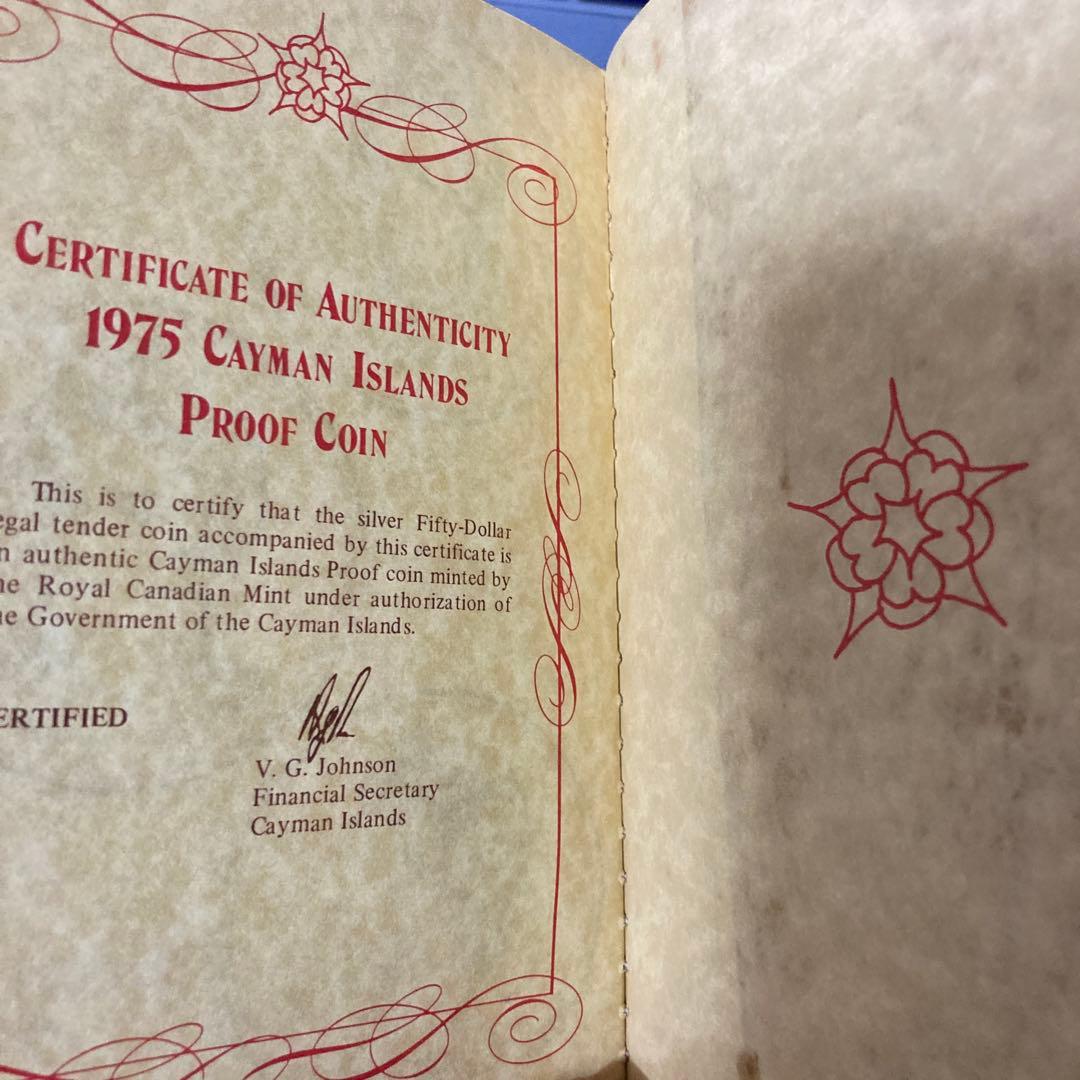 CERTIFICATE OF AUTHENTICITY
1975 CAYMAN ISLANDS
PROOF COIN
This is to certify that the silver Fifty-Dollar
egal tender coin accompanied by this certificate is
n authentic Cayman Islands Proof coin minted by
he Royal Canadian Mint under authorization of
he Government of the Cayman Islands.
ERTIFIED
V. G. Johnson
Financial Secretary
Cayman Islands